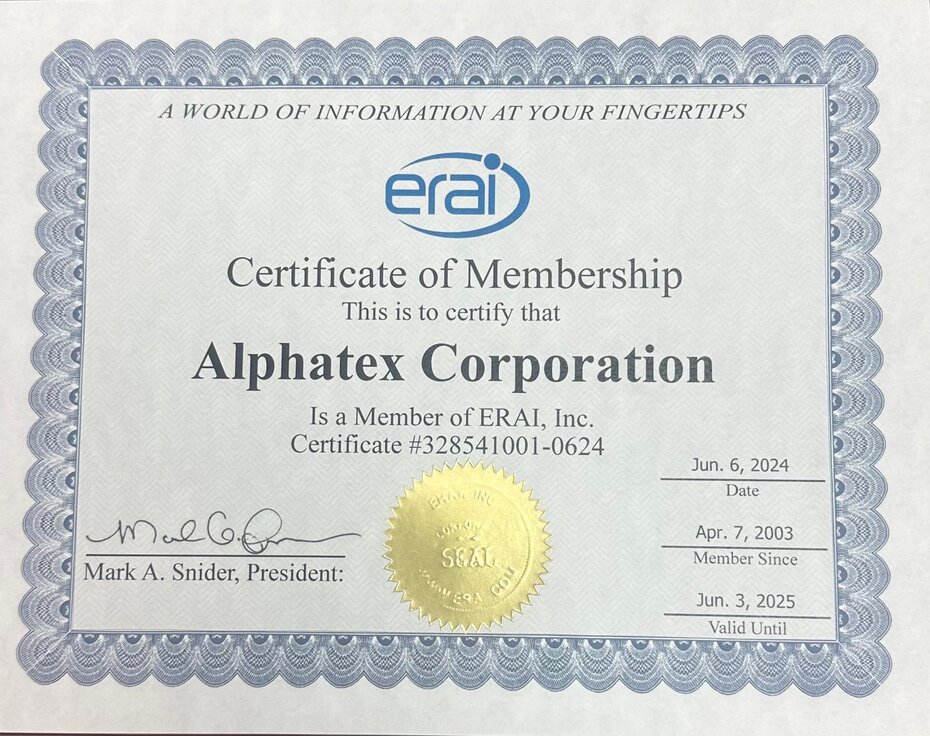 A WORLD OF INFORMATION AT YOUR FINGERTIPS
erai
Certificate of Membership
This is to certify that
Alphatex Corporation
Is a Member of ERAI, Inc.
Certificate #328541001-0624
Jun. 6, 2024
Date
Apr. 7, 2003
Member Since
Jun. 3, 2025
Valid Until
Mark A. Snider, President:
ERAI, INC
SEAL